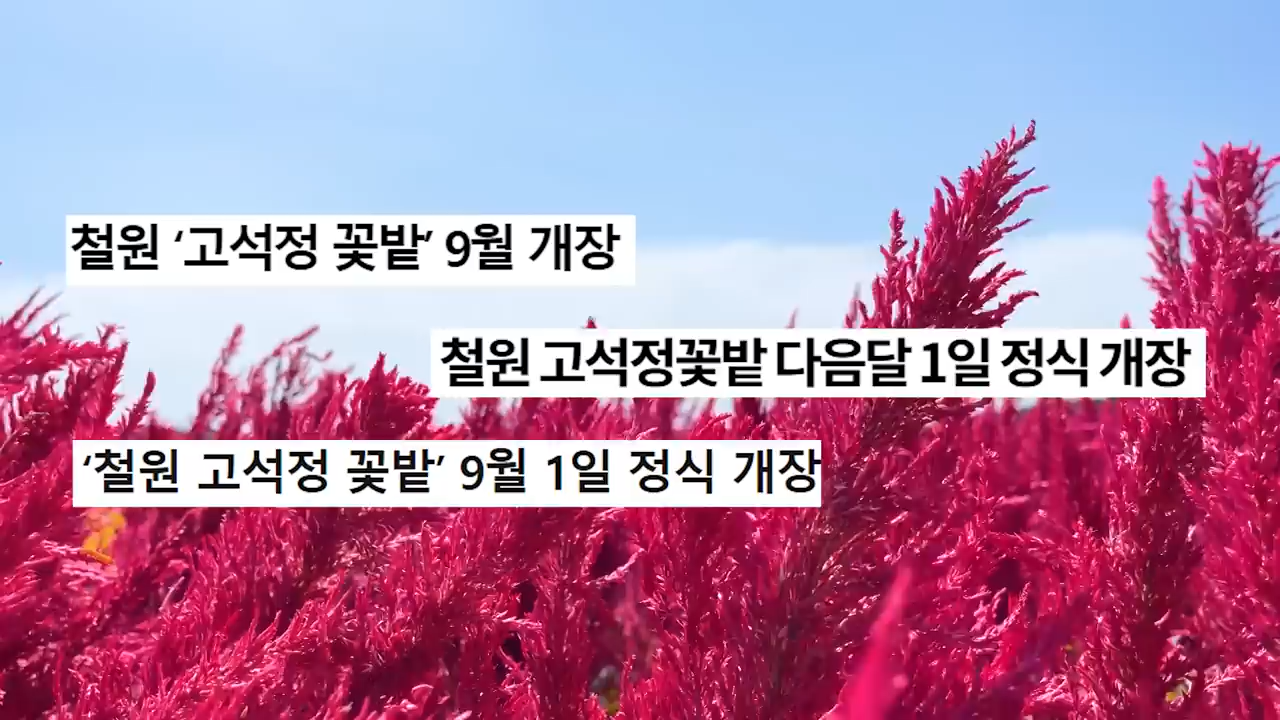 철원 ‘고석정 꽃밭’ 9월 개장
철원 고석정꽃밭 다음달 1일 정식 개장
‘철원 고석정 꽃밭’ 9월 1일 정식 개장